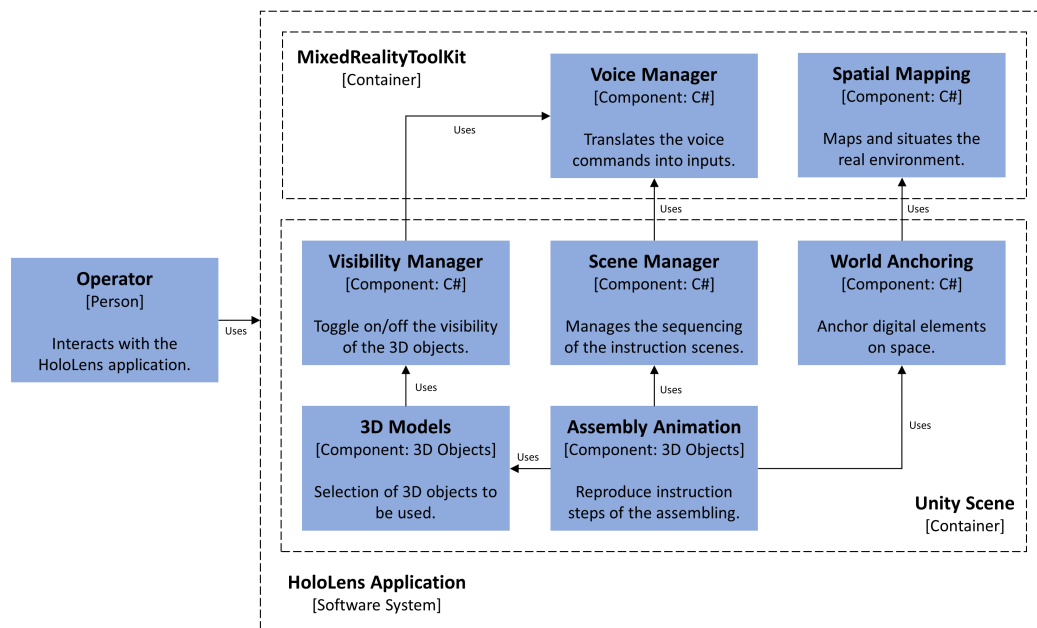 MixedRealityToolKit
[Container]
Voice Manager
[Component: C#]
Translates the voice
commands into inputs.
Spatial Mapping
[Component: C#]
Maps and situates the
real environment.
Uses
Uses
Uses
Operator
[Person]
Interacts with the
HoloLens application.
Uses
Visibility Manager
[Component: C#]
Toggle on/off the visibility
of the 3D objects.
Scene Manager
[Component: C#]
Manages the sequencing
of the instruction scenes.
World Anchoring
[Component: C#]
Anchor digital elements
on space.
Uses
Uses
Uses
3D Models
[Component: 3D Objects]
Selection of 3D objects to
be used.
Uses
Assembly Animation
[Component: 3D Objects]
Reproduce instruction
steps of the assembling.
Unity Scene
[Container]
HoloLens Application
[Software System]